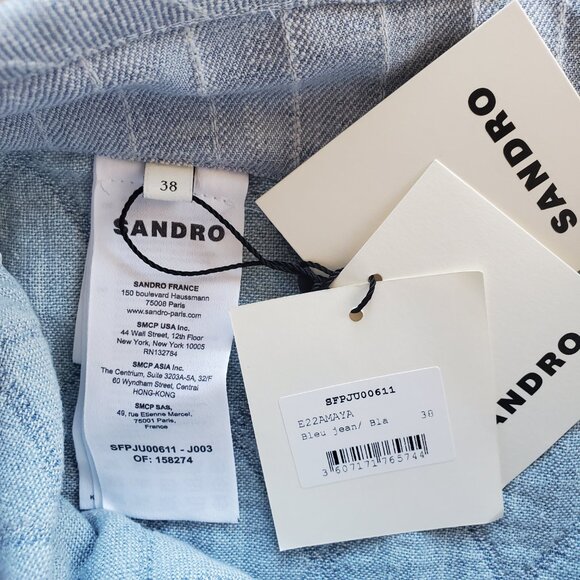 38
SANDRO
SANDRO FRANCE
150 boulevard Haussmann
75008 Paris
www.sandro-paris.com
SMCP USA Inc.
44 Wall Street, 12th Floor
New York, New York 10005
RN132784
SMCP ASIA Inc.
The Centrium, Suite 3203A-5A, 32/F
60 Wyndham Street, Central
HONG-KONG
SMCP SAS,
49, rue Etienne Marcel,
75001 Paris,
France
SFPJU00611 - J003
OF: 158274
SANDRO
SANDRO
SFPJU00611
E22AMAYA
Bleu jean/ Bla 38
3 607171 765744